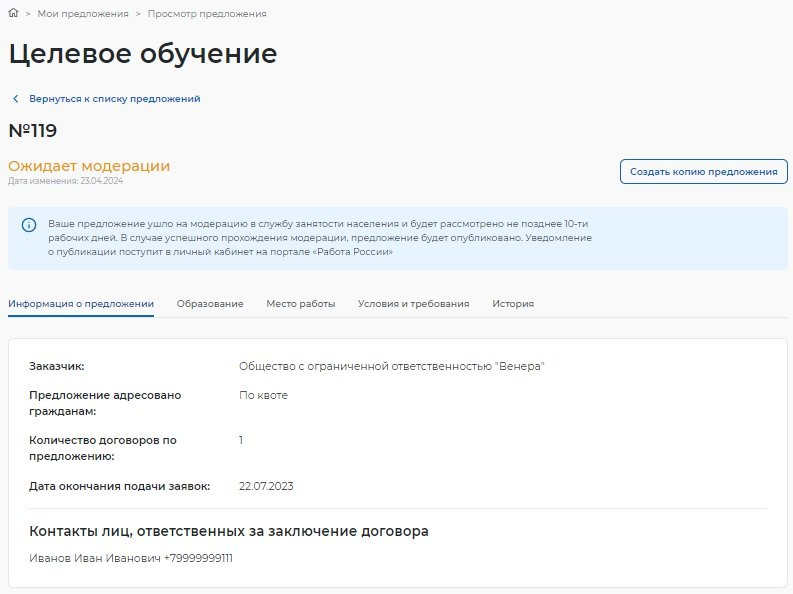 > Мои предложения > Просмотр предложения
Целевое обучение
Вернуться к списку предложений
№119
Ожидает модерации
Дата изменения: 23.04.2024
Создать копию предложения
Ваше предложение ушло на модерацию в службу занятости населения и будет рассмотрено не позднее 10-ти
рабочих дней. В случае успешного прохождения модерации, предложение будет опубликовано. Уведомление
о публикации поступит в личный кабинет на портале «Работа России»
Информация о предложении Образование Место работы Условия и требования История
Заказчик: Общество с ограниченной ответственностью "Венера"
Предложение адресовано По квоте
гражданам:
Количество договоров по 1
предложению:
Дата окончания подачи заявок: 22.07.2023
Контакты лиц, ответственных за заключение договора
Иванов Иван Иванович +79999999111